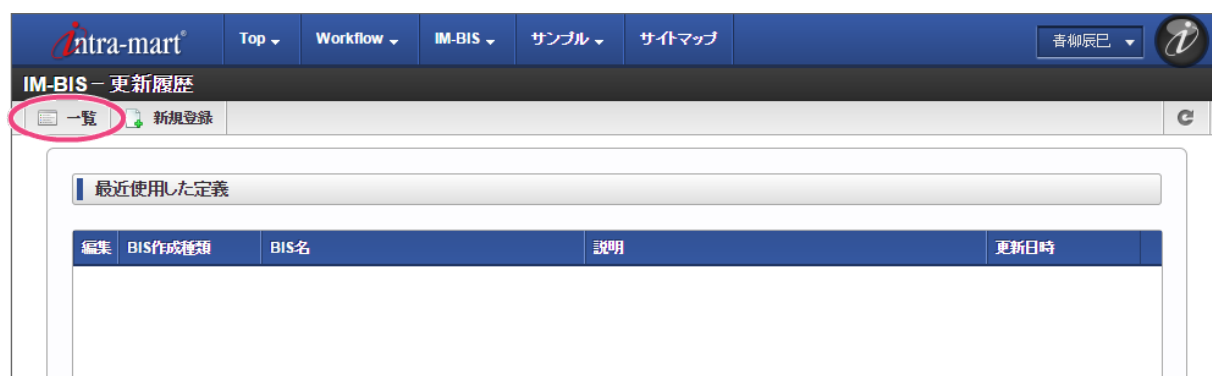 intra-mart® Top Workflow IM-BIS サンプル サイトマップ 青柳辰巳
IM-BIS－更新履歴
一覧 新規登録
最近使用した定義
編集 BIS作成種類 BIS名 説明 更新日時